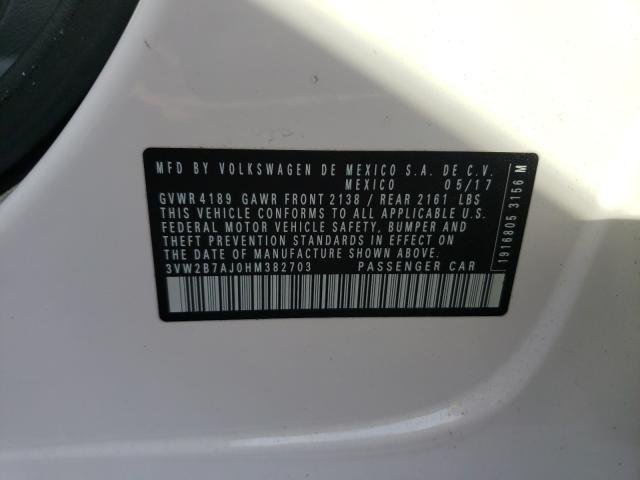 MFD BY VOLKSWAGEN DE MEXICO S.A. DE C.V.
MEXICO 05/17
GVWR 4189 GAWR FRONT 2138 / REAR 2161 LBS
THIS VEHICLE CONFORMS TO ALL APPLICABLE U.S.
FEDERAL MOTOR VEHICLE SAFETY, BUMPER AND
THEFT PREVENTION STANDARDS IN EFFECT ON
THE DATE OF MANUFACTURE SHOWN ABOVE.
3VW2B7AJ0HM382703 PASSENGER CAR
1916805 3156 M